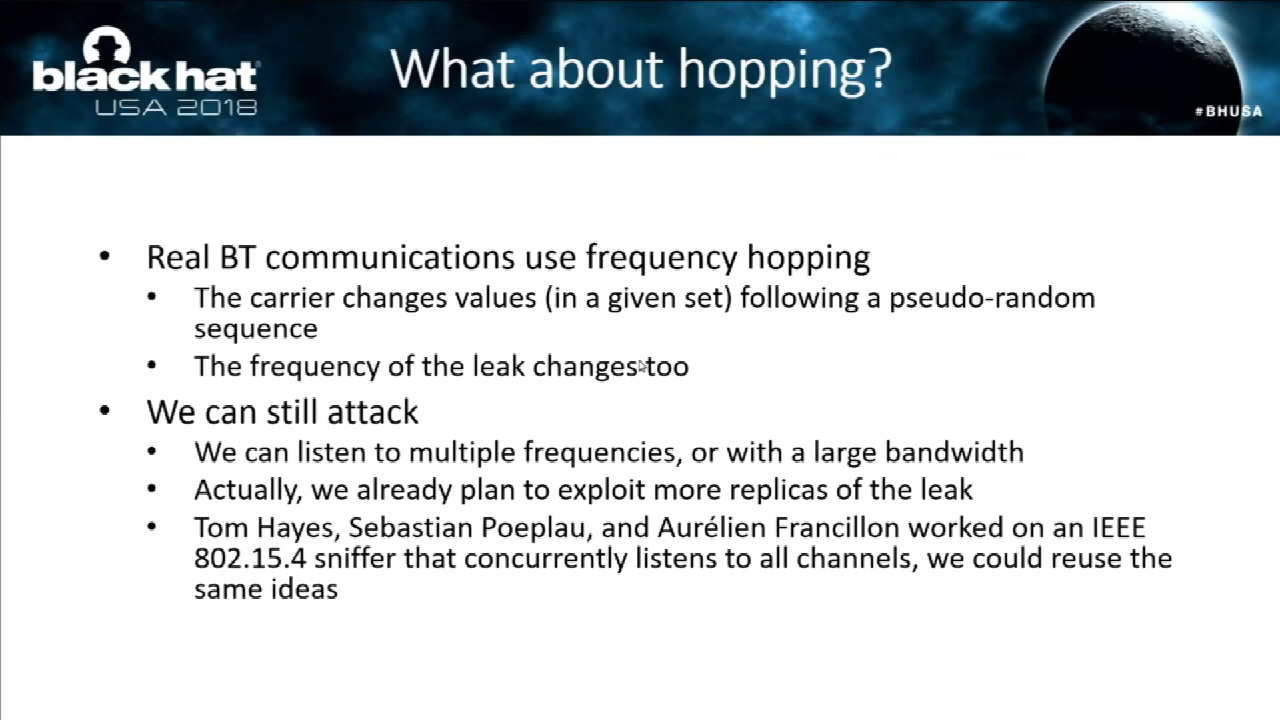 black hat
USA 2018
What about hopping?
#BHUSA
• Real BT communications use frequency hopping
• The carrier changes values (in a given set) following a pseudo-random
sequence
• The frequency of the leak changes too
• We can still attack
• We can listen to multiple frequencies, or with a large bandwidth
• Actually, we already plan to exploit more replicas of the leak
• Tom Hayes, Sebastian Poeplau, and Aurélien Francillon worked on an IEEE
802.15.4 sniffer that concurrently listens to all channels, we could reuse the
same ideas